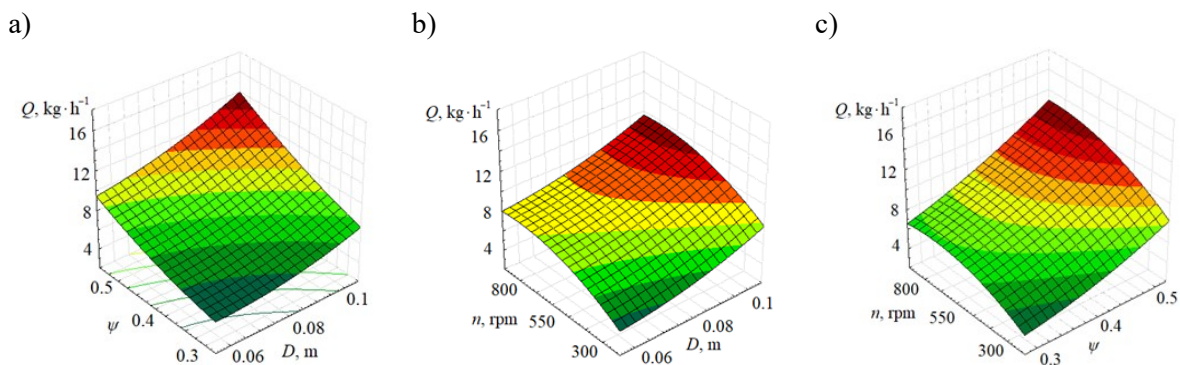 a)
b)
c)
Q, kg · h⁻¹
16
12
8
4
0.5
ψ 0.4
0.3
0.06
0.08
0.1
D, m
Q, kg · h⁻¹
16
12
8
4
800
n, rpm 550
300
0.06
0.08
0.1
D, m
Q, kg · h⁻¹
16
12
8
4
800
n, rpm 550
300
0.3
0.4
0.5
ψ